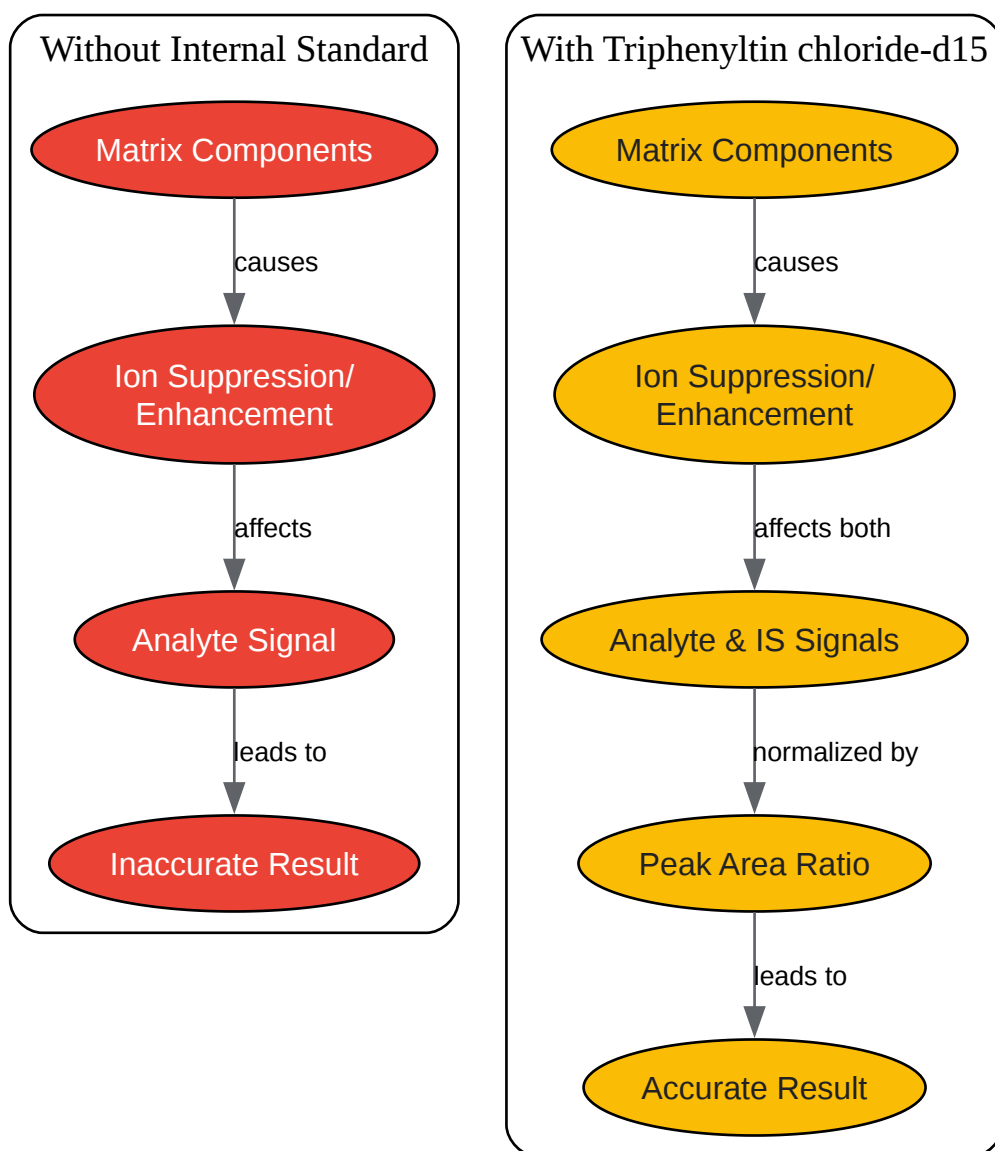 Without Internal Standard
Matrix Components
causes
Ion Suppression/
Enhancement
affects
Analyte Signal
leads to
Inaccurate Result
With Triphenyltin chloride-d15
Matrix Components
causes
Ion Suppression/
Enhancement
affects both
Analyte & IS Signals
normalized by
Peak Area Ratio
leads to
Accurate Result